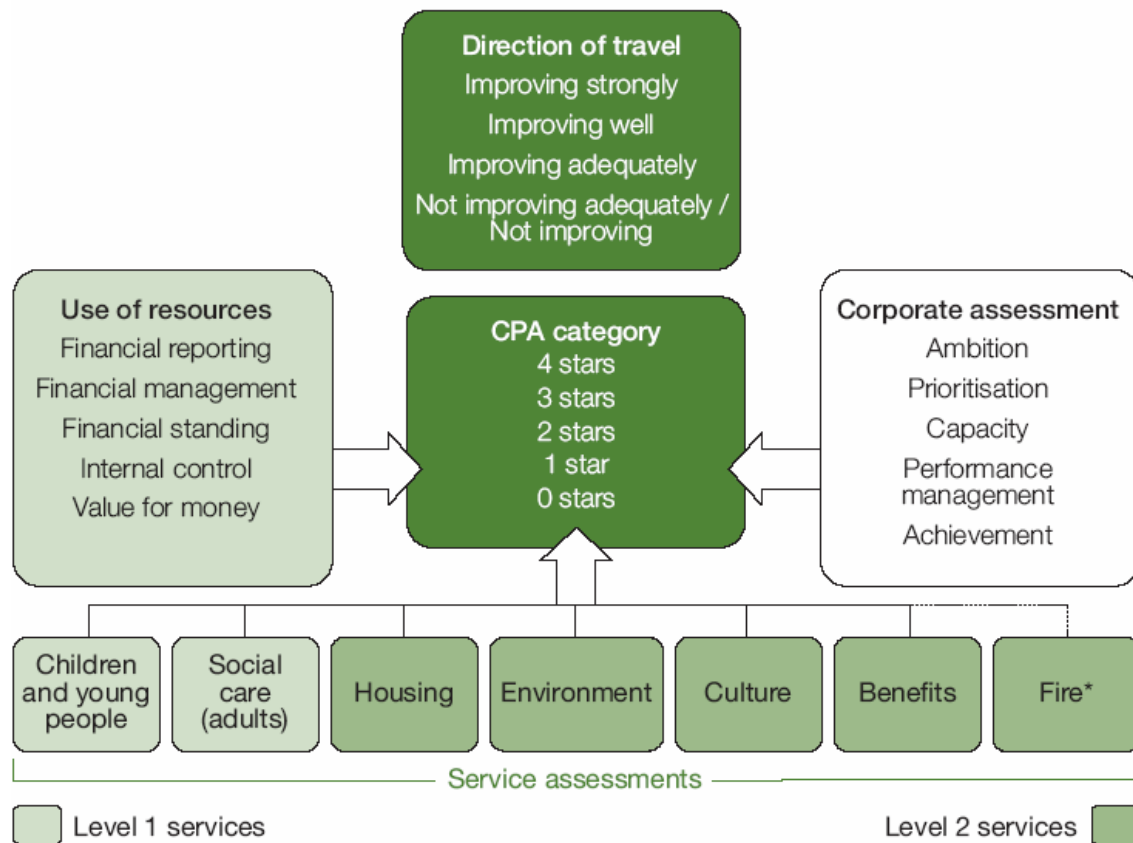 Direction of travel
Improving strongly
Improving well
Improving adequately
Not improving adequately /
Not improving
Use of resources
Financial reporting
Financial management
Financial standing
Internal control
Value for money
CPA category
4 stars
3 stars
2 stars
1 star
0 stars
Corporate assessment
Ambition
Prioritisation
Capacity
Performance
management
Achievement
Children
and young
people
Social
care
(adults)
Housing
Environment
Culture
Benefits
Fire*
Service assessments
Level 1 services
Level 2 services